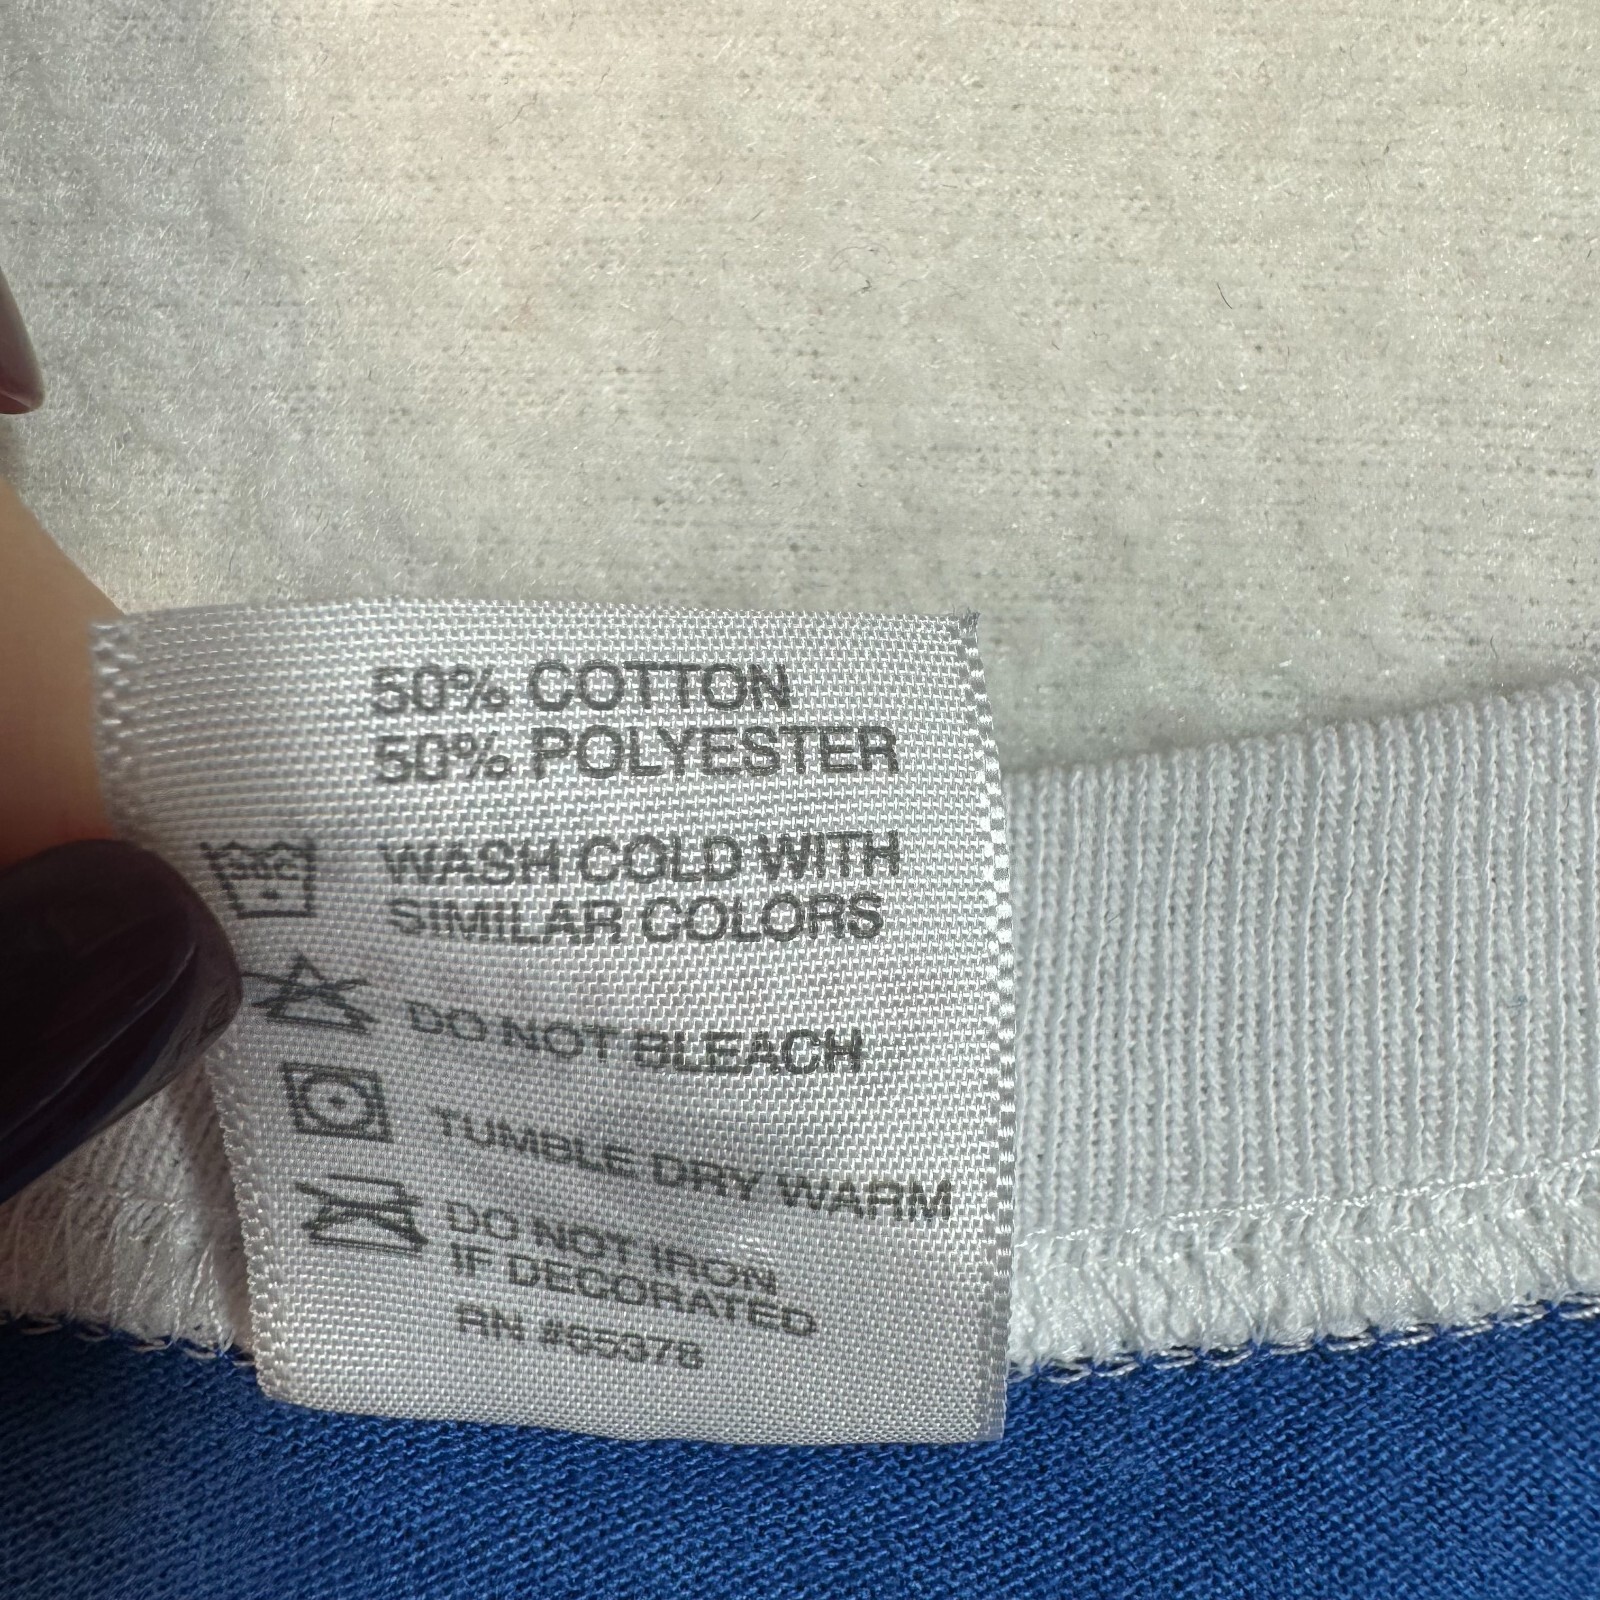 50% COTTON
50% POLYESTER
30C WASH COLD WITH
SIMILAR COLORS
DO NOT BLEACH
TUMBLE DRY WARM
DO NOT IRON
IF DECORATED
RN #65378